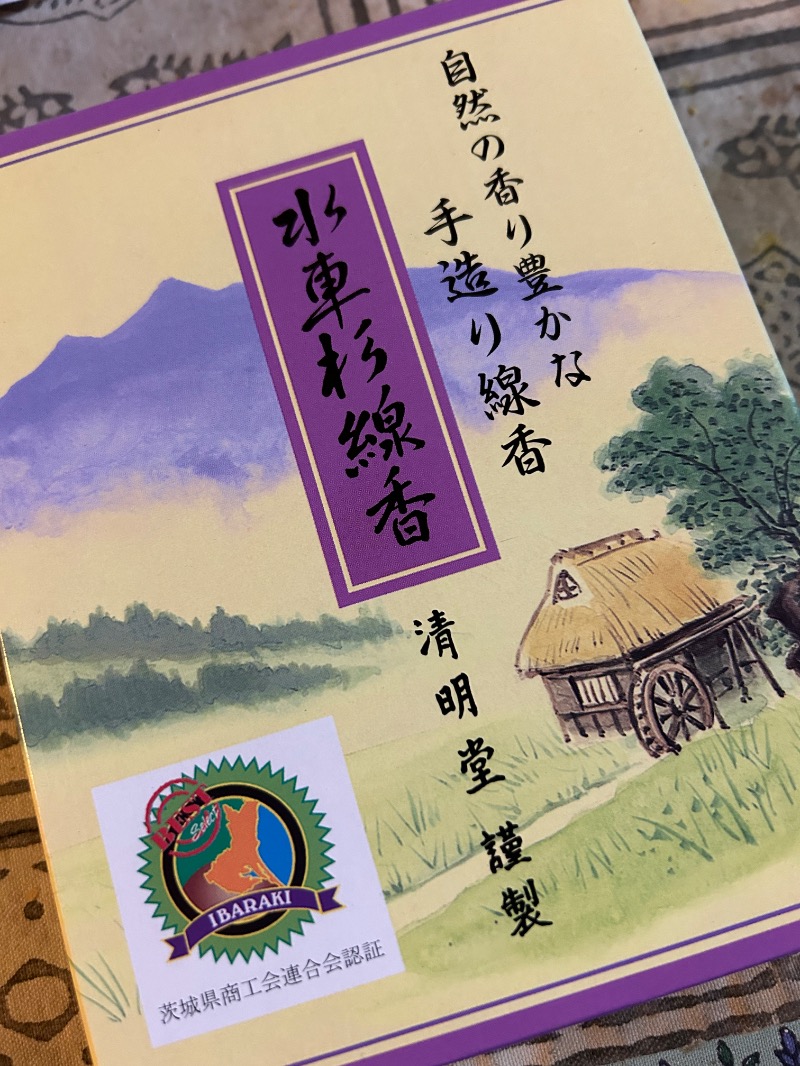 自然の香り豊かな
手造り線香
水車杉線香
清明堂 謹製
BEST
Select
IBARAKI
茨城県商工会連合会認証